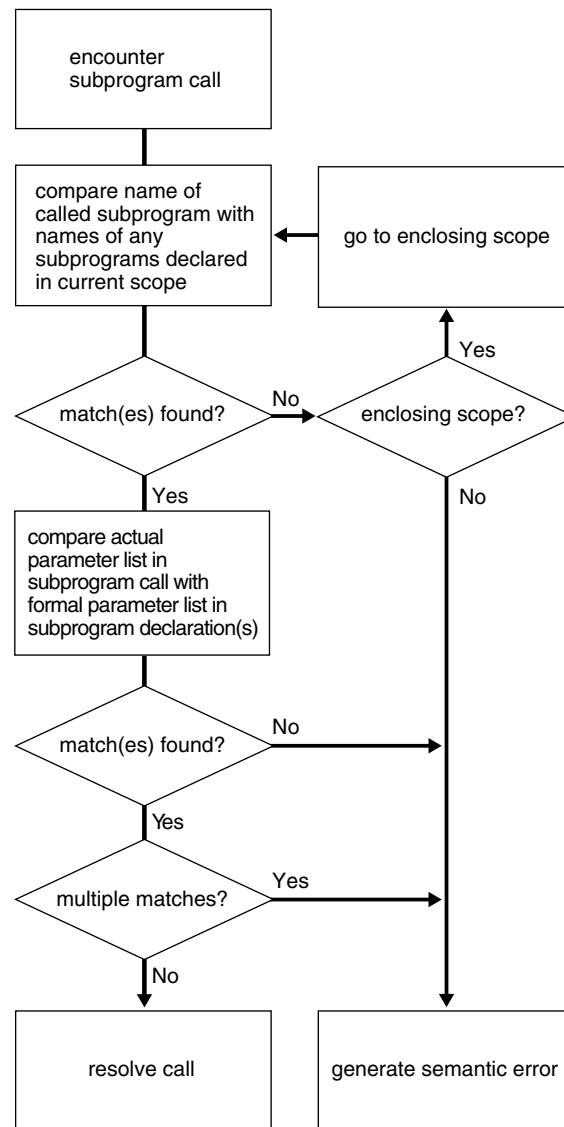 encounter
subprogram call
compare name of
called subprogram with
names of any
subprograms declared
in current scope
go to enclosing scope
Yes
match(es) found?
No
enclosing scope?
Yes
No
compare actual
parameter list in
subprogram call with
formal parameter list in
subprogram declaration(s)
match(es) found?
No
Yes
multiple matches?
Yes
No
resolve call
generate semantic error